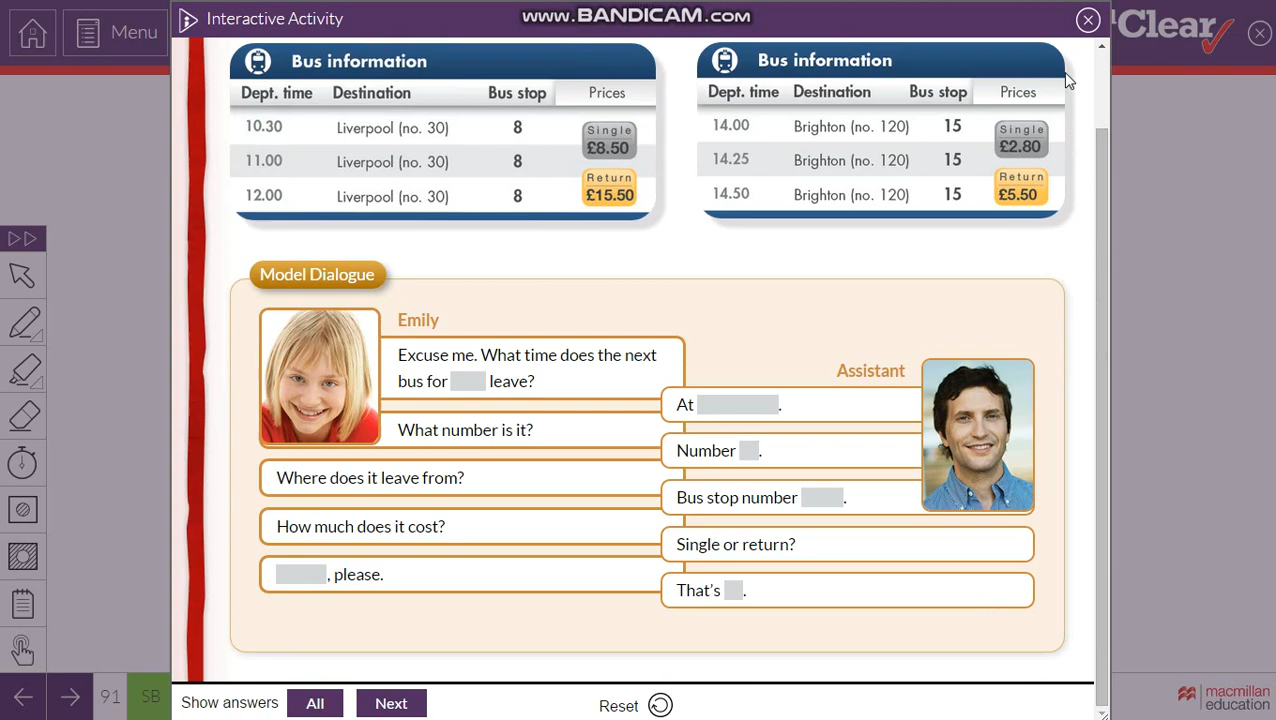 Interactive Activity
www.BANDICAM.com
Menu
Clear
Bus information
Dept. time Destination Bus stop Prices
10.30 Liverpool (no. 30) 8
11.00 Liverpool (no. 30) 8
12.00 Liverpool (no. 30) 8
Single
£8.50
Return
£15.50
Bus information
Dept. time Destination Bus stop Prices
14.00 Brighton (no. 120) 15
14.25 Brighton (no. 120) 15
14.50 Brighton (no. 120) 15
Single
£2.80
Return
£5.50
Model Dialogue
Emily
Excuse me. What time does the next
bus for leave?
Assistant
At .
What number is it?
Number .
Where does it leave from?
Bus stop number .
How much does it cost?
Single or return?
, please.
That's .
91 SB
Show answers All Next Reset
macmillan
education